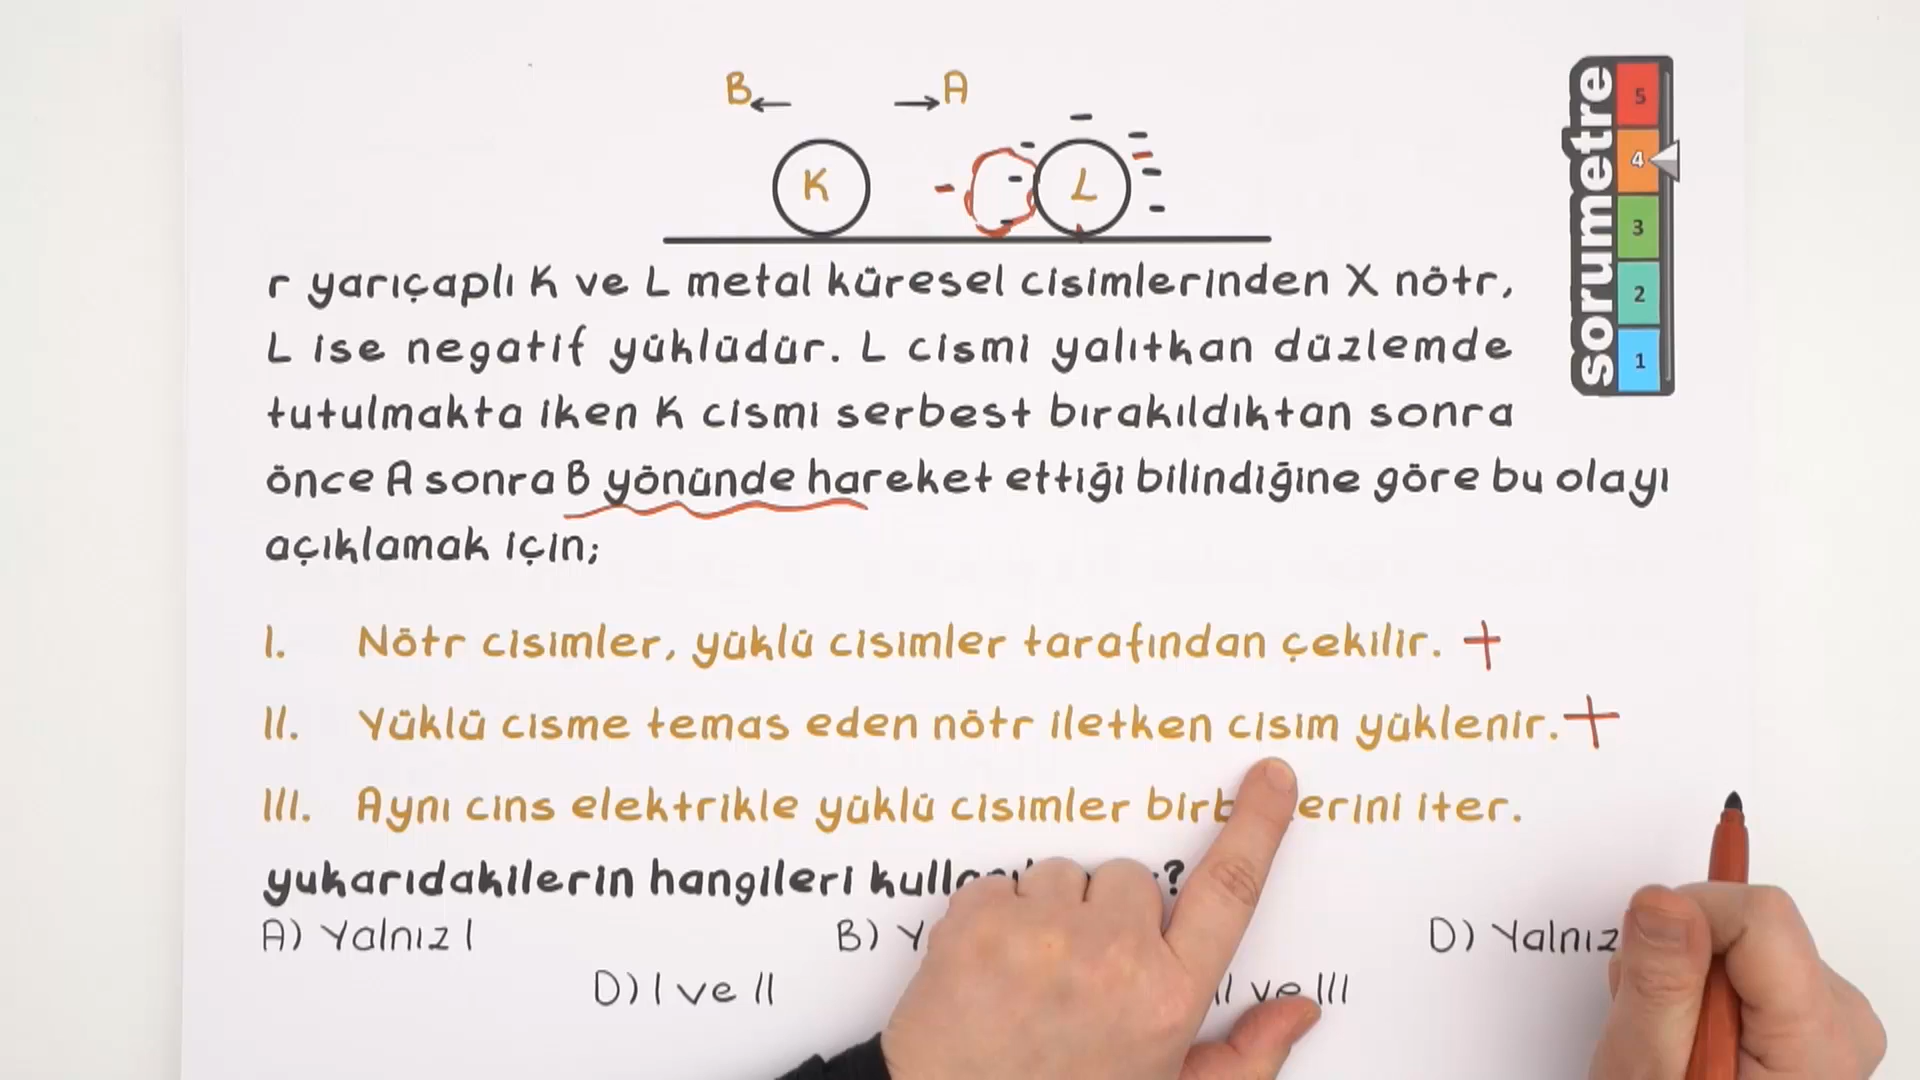 B A
K L
r yarıçaplı K ve L metal küresel cisimlerinden X nötr,
L ise negatif yüklüdür. L cismi yalıtkan düzlemde
tutulmakta iken K cismi serbest bırakıldıktan sonra
önce A sonra B yönünde hareket ettiği bilindiğine göre bu olayı
açıklamak için;
I. Nötr cisimler, yüklü cisimler tarafından çekilir. +
II. Yüklü cisme temas eden nötr iletken cisim yüklenir. +
III. Aynı cins elektrikle yüklü cisimler iter.
yukarıdakilerin hangileri ?
A) Yalnız I B) D) Yalnız
D) I ve II ve III
sorumetre
5
4
3
2
1